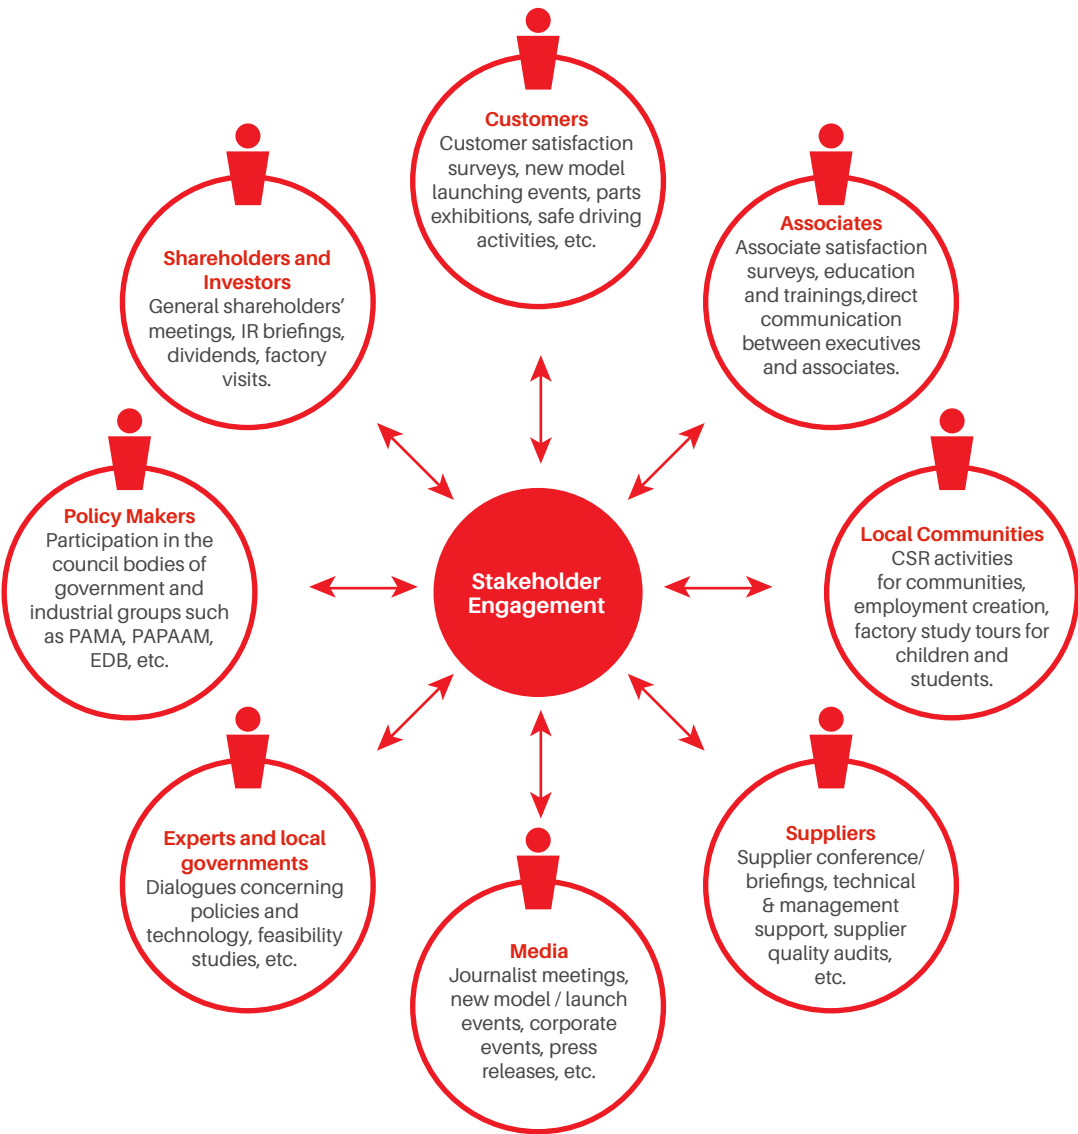 Customers
Customer satisfaction
surveys, new model
launching events, parts
exhibitions, safe driving
activities, etc.
Associates
Associate satisfaction
surveys, education
and trainings,direct
communication
between executives
and associates.
Local Communities
CSR activities
for communities,
employment creation,
factory study tours for
children and
students.
Suppliers
Supplier conference/
briefings, technical
& management
support, supplier
quality audits,
etc.
Media
Journalist meetings,
new model / launch
events, corporate
events, press
releases, etc.
Experts and local
governments
Dialogues concerning
policies and
technology, feasibility
studies, etc.
Policy Makers
Participation in the
council bodies of
government and
industrial groups such
as PAMA, PAPAAM,
EDB, etc.
Shareholders and
Investors
General shareholders’
meetings, IR briefings,
dividends, factory
visits.
Stakeholder
Engagement